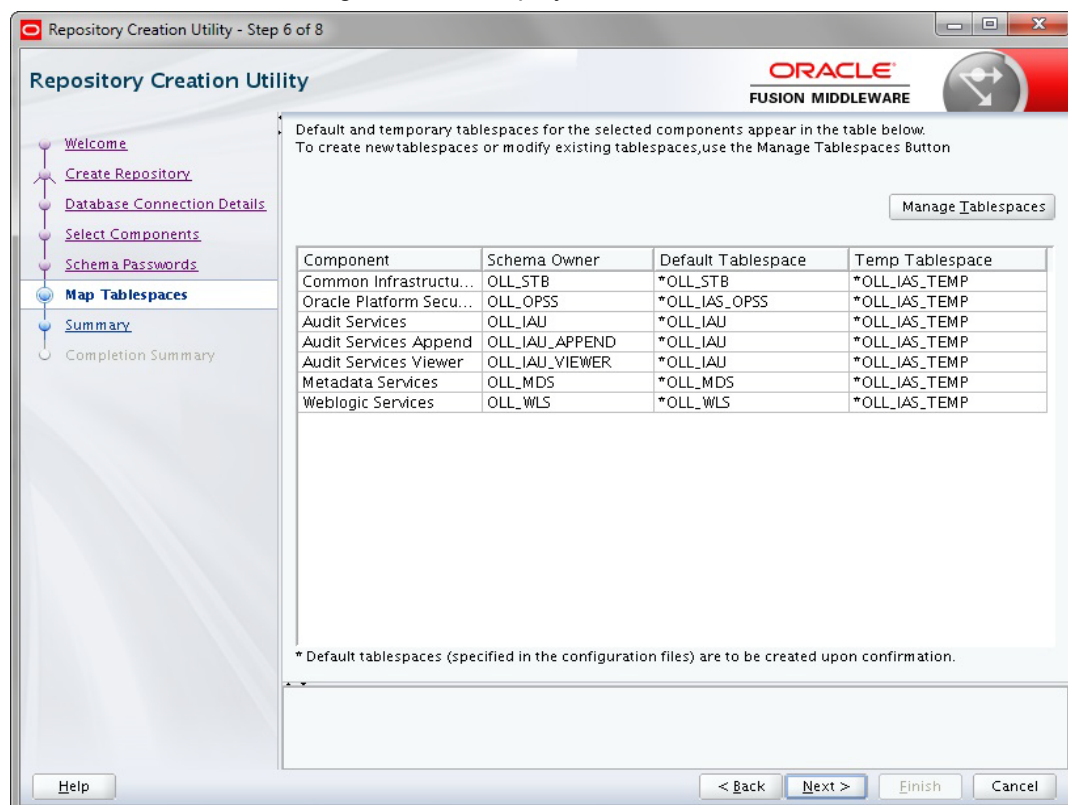 Repository Creation Utility - Step 6 of 8
Repository Creation Utility
ORACLE
FUSION MIDDLEWARE
Welcome
Create Repository
Database Connection Details
Select Components
Schema Passwords
Map Tablespaces
Summary
Completion Summary
Default and temporary tablespaces for the selected components appear in the table below.
To create new tablespaces or modify existing tablespaces,use the Manage Tablespaces Button
Manage Tablespaces
Component Schema Owner Default Tablespace Temp Tablespace
Common Infrastructu... OLL_STB *OLL_STB *OLL_IAS_TEMP
Oracle Platform Secu... OLL_OPSS *OLL_IAS_OPSS *OLL_IAS_TEMP
Audit Services OLL_IAU *OLL_IAU *OLL_IAS_TEMP
Audit Services Append OLL_IAU_APPEND *OLL_IAU *OLL_IAS_TEMP
Audit Services Viewer OLL_IAU_VIEWER *OLL_IAU *OLL_IAS_TEMP
Metadata Services OLL_MDS *OLL_MDS *OLL_IAS_TEMP
Weblogic Services OLL_WLS *OLL_WLS *OLL_IAS_TEMP
* Default tablespaces (specified in the configuration files) are to be created upon confirmation.
Help
< Back Next > Finish Cancel